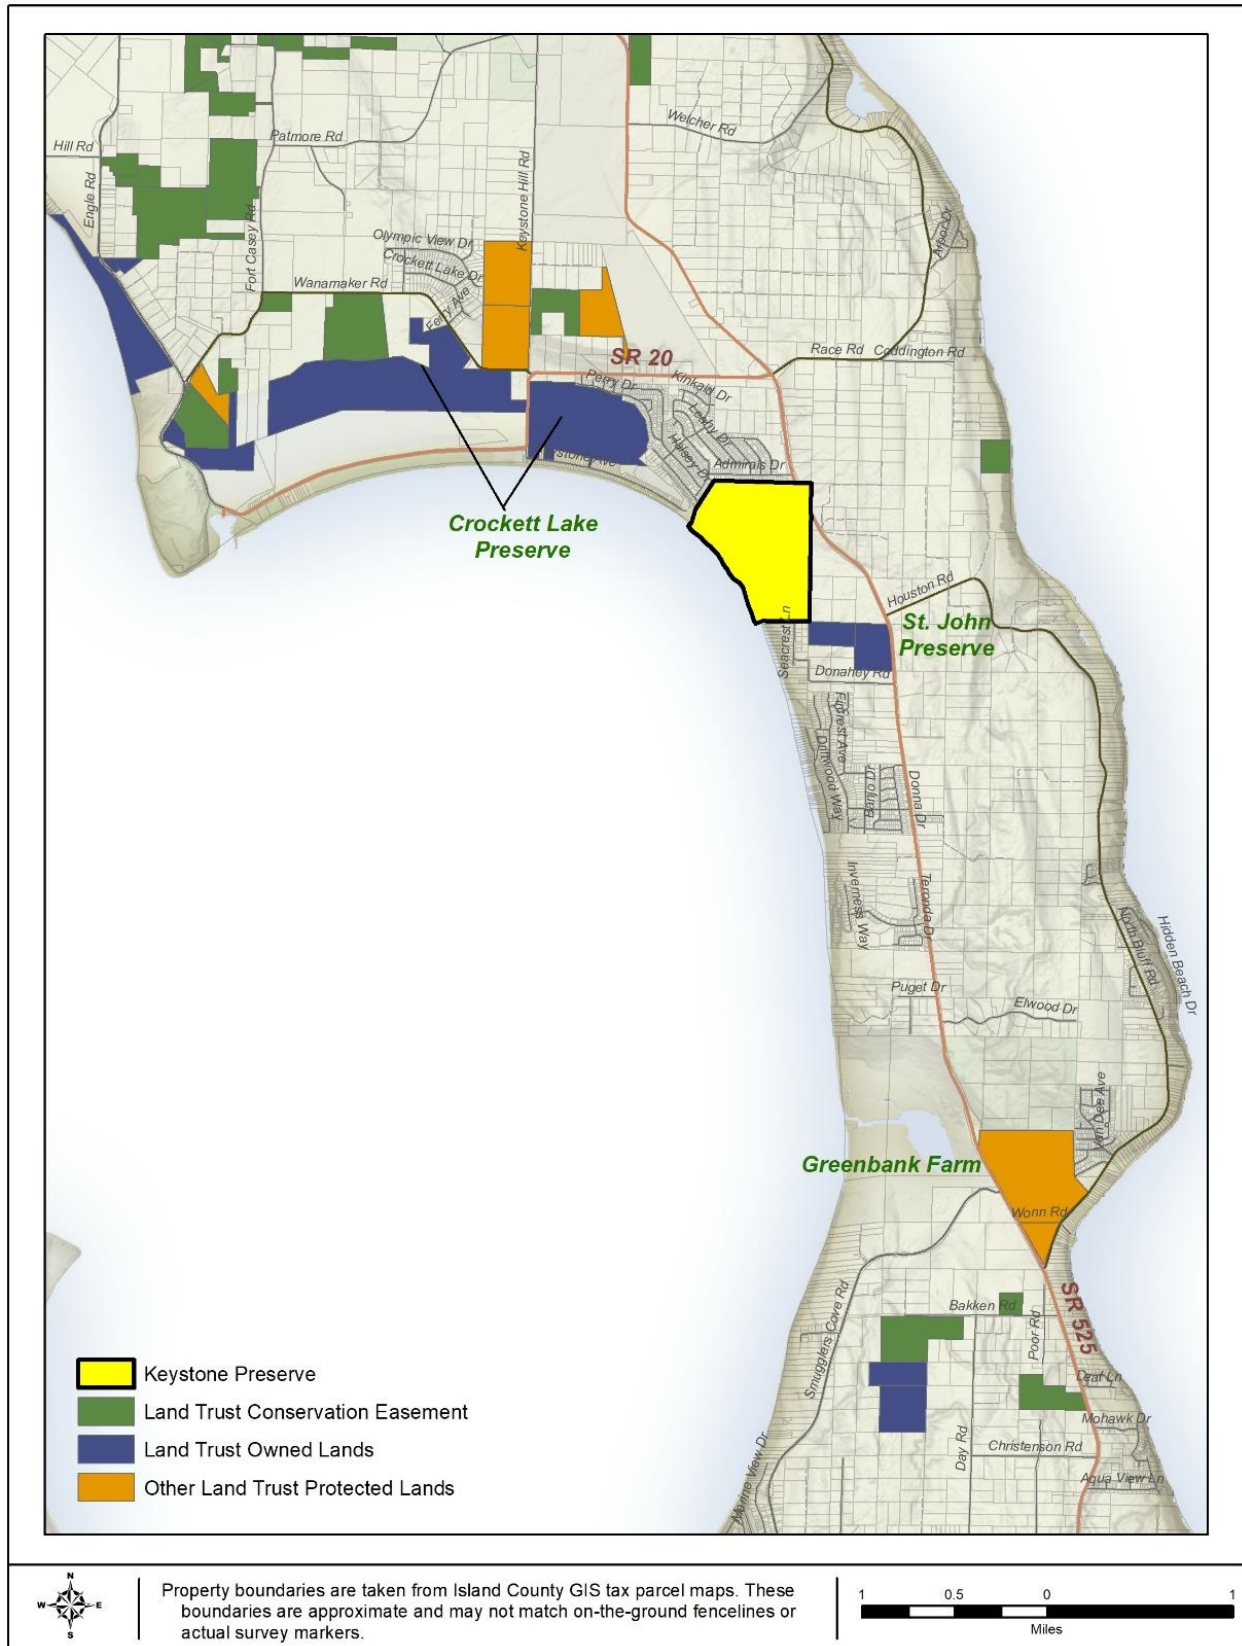 Welcher Rd
Patmore Rd
Hill Rd
Engle Rd
Keystone Hill Rd
Fort Casey Rd
Arbor Dr
Olympic View Dr
Crockett Lake Dr
Wanamaker Rd
Ferry Ave
SR 20
Race Rd
Coddington Rd
Perry Dr
Kinkaid Dr
Leahy Dr
Halsey D
Admirals Dr
Crockett Lake
Preserve
Houston Rd
St. John
Preserve
Seacrest Ln
Donahey Rd
Fircrest Ave
Driftwood Way
Banjo Dr
Donna Dr
Inverness Way
Teronda Dr
North Bluff Rd
Hidden Beach Dr
Puget Dr
Elwood Dr
Van Dee Ave
Greenbank Farm
Wonn Rd
Smugglers Cove Rd
Bakken Rd
Poor Rd
SR 525
Leaf Ln
Mohawk Dr
Day Rd
Christenson Rd
Aqua View Ln
Marine View Dr
Keystone Preserve
Land Trust Conservation Easement
Land Trust Owned Lands
Other Land Trust Protected Lands
N
W E
S
Property boundaries are taken from Island County GIS tax parcel maps. These
boundaries are approximate and may not match on-the-ground fencelines or
actual survey markers.
1 0.5 0 1
Miles